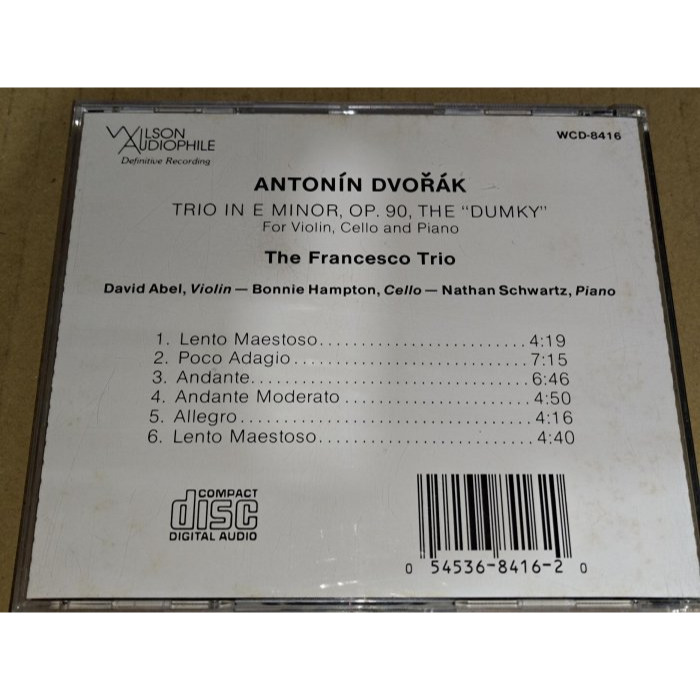 WILSON
AUDIOPHILE
Definitive Recording
WCD-8416
ANTONÍN DVOŘÁK
TRIO IN E MINOR, OP. 90, THE "DUMKY"
For Violin, Cello and Piano
The Francesco Trio
David Abel, Violin — Bonnie Hampton, Cello — Nathan Schwartz, Piano
1. Lento Maestoso.........................4:19
2. Poco Adagio............................7:15
3. Andante.................................6:46
4. Andante Moderato.....................4:50
5. Allegro..................................4:16
6. Lento Maestoso.........................4:40
COMPACT
disc
DIGITAL AUDIO
0 54536-8416-2 0